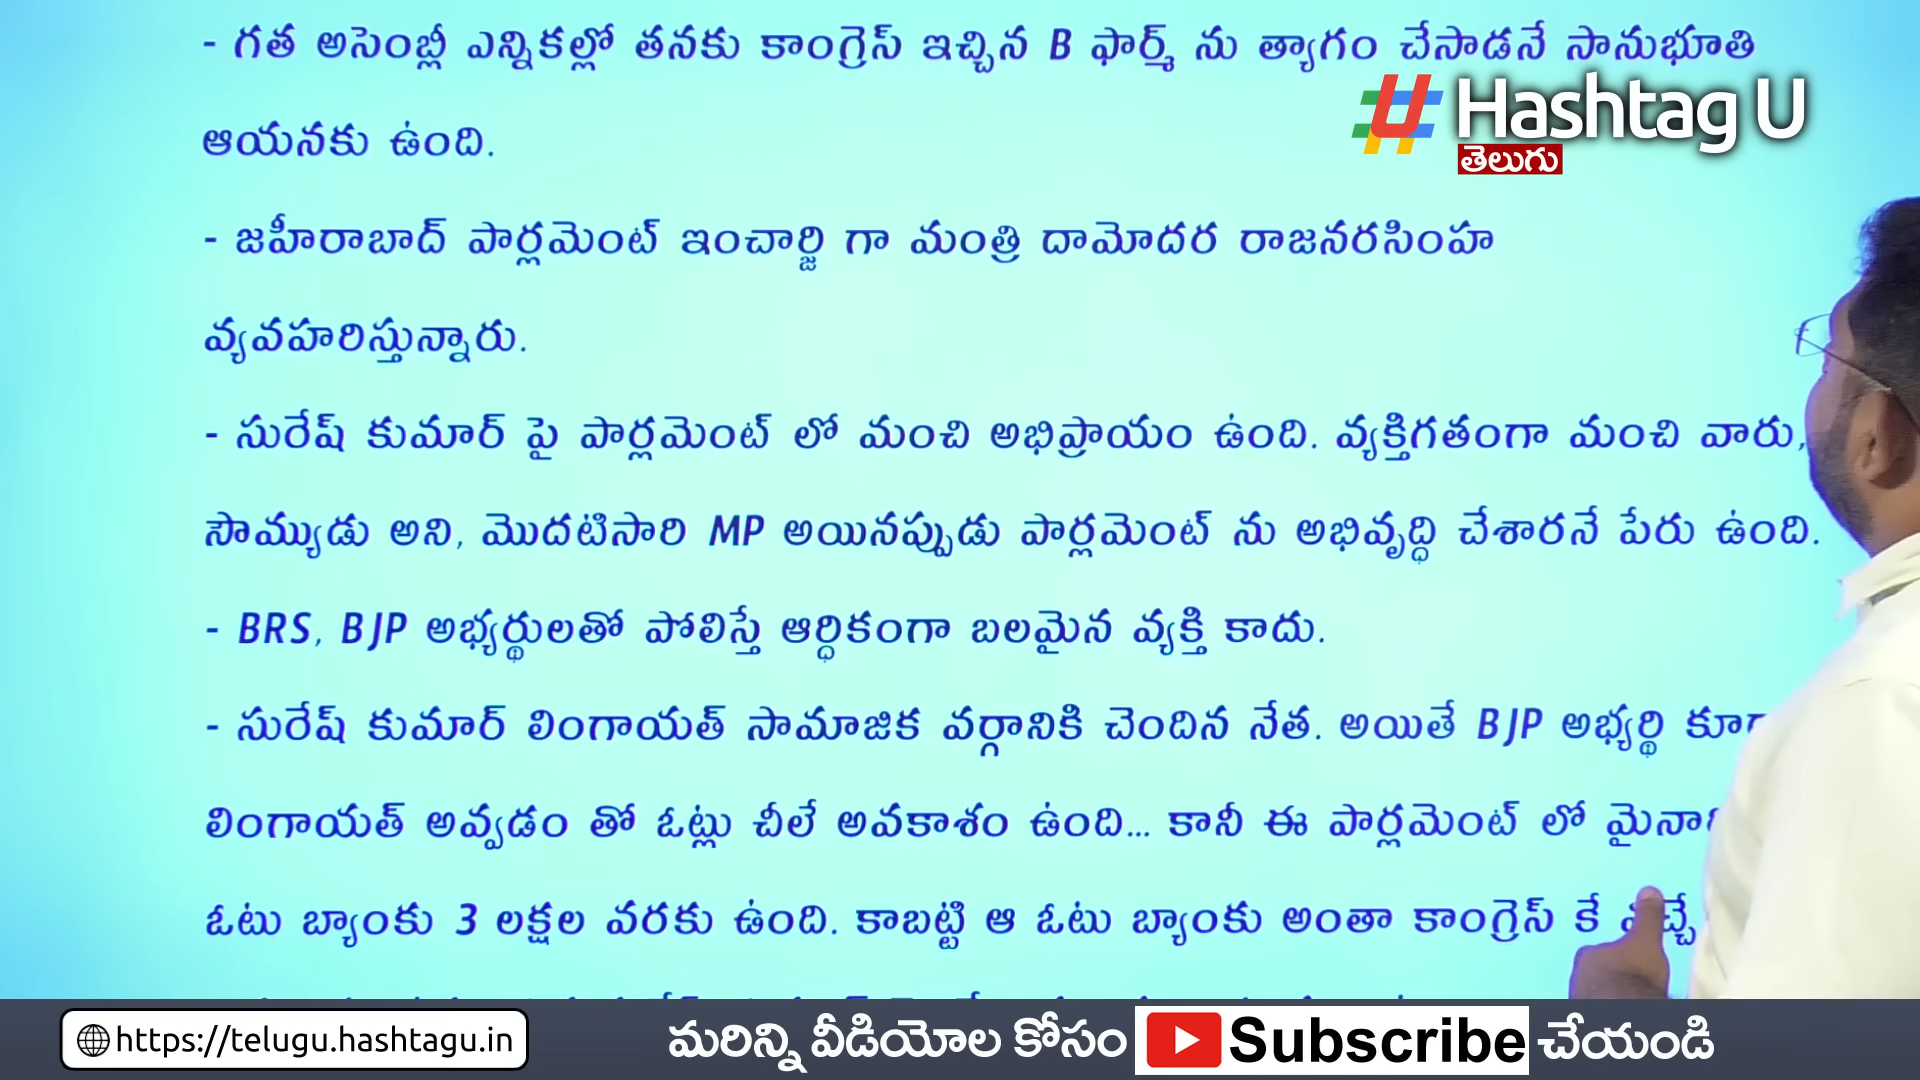 - గత అసెంబ్లీ ఎన్నికల్లో తనకు కాంగ్రెస్ ఇచ్చిన B ఫార్మ్ ను త్యాగం చేసాడనే సానుభూతి
ఆయనకు ఉంది.
# Hashtag U
తెలుగు
- జహీరాబాద్ పార్లమెంట్ ఇంచార్జి గా మంత్రి దామోదర రాజనరసింహ
వ్యవహరిస్తున్నారు.
- సురేష్ కుమార్ పై పార్లమెంట్ లో మంచి అభిప్రాయం ఉంది. వ్యక్తిగతంగా మంచి వారు,
సౌమ్యుడు అని, మొదటిసారి MP అయినప్పుడు పార్లమెంట్ ను అభివృద్ధి చేశారనే పేరు ఉంది.
- BRS, BJP అభ్యర్థులతో పోలిస్తే ఆర్ధికంగా బలమైన వ్యక్తి కాదు.
- సురేష్ కుమార్ లింగాయత్ సామాజిక వర్గానికి చెందిన నేత. అయితే BJP అభ్యర్థి
లింగాయత్ అవ్వడం తో ఓట్లు చీలే అవకాశం ఉంది... కానీ ఈ పార్లమెంట్ లో
ఓటు బ్యాంకు 3 లక్షల వరకు ఉంది. కాబట్టి ఆ ఓటు బ్యాంకు అంతా కాంగ్రెస్ కే
https://telugu.hashtagu.in
మరిన్ని వీడియోల కోసం Subscribe చేయండి